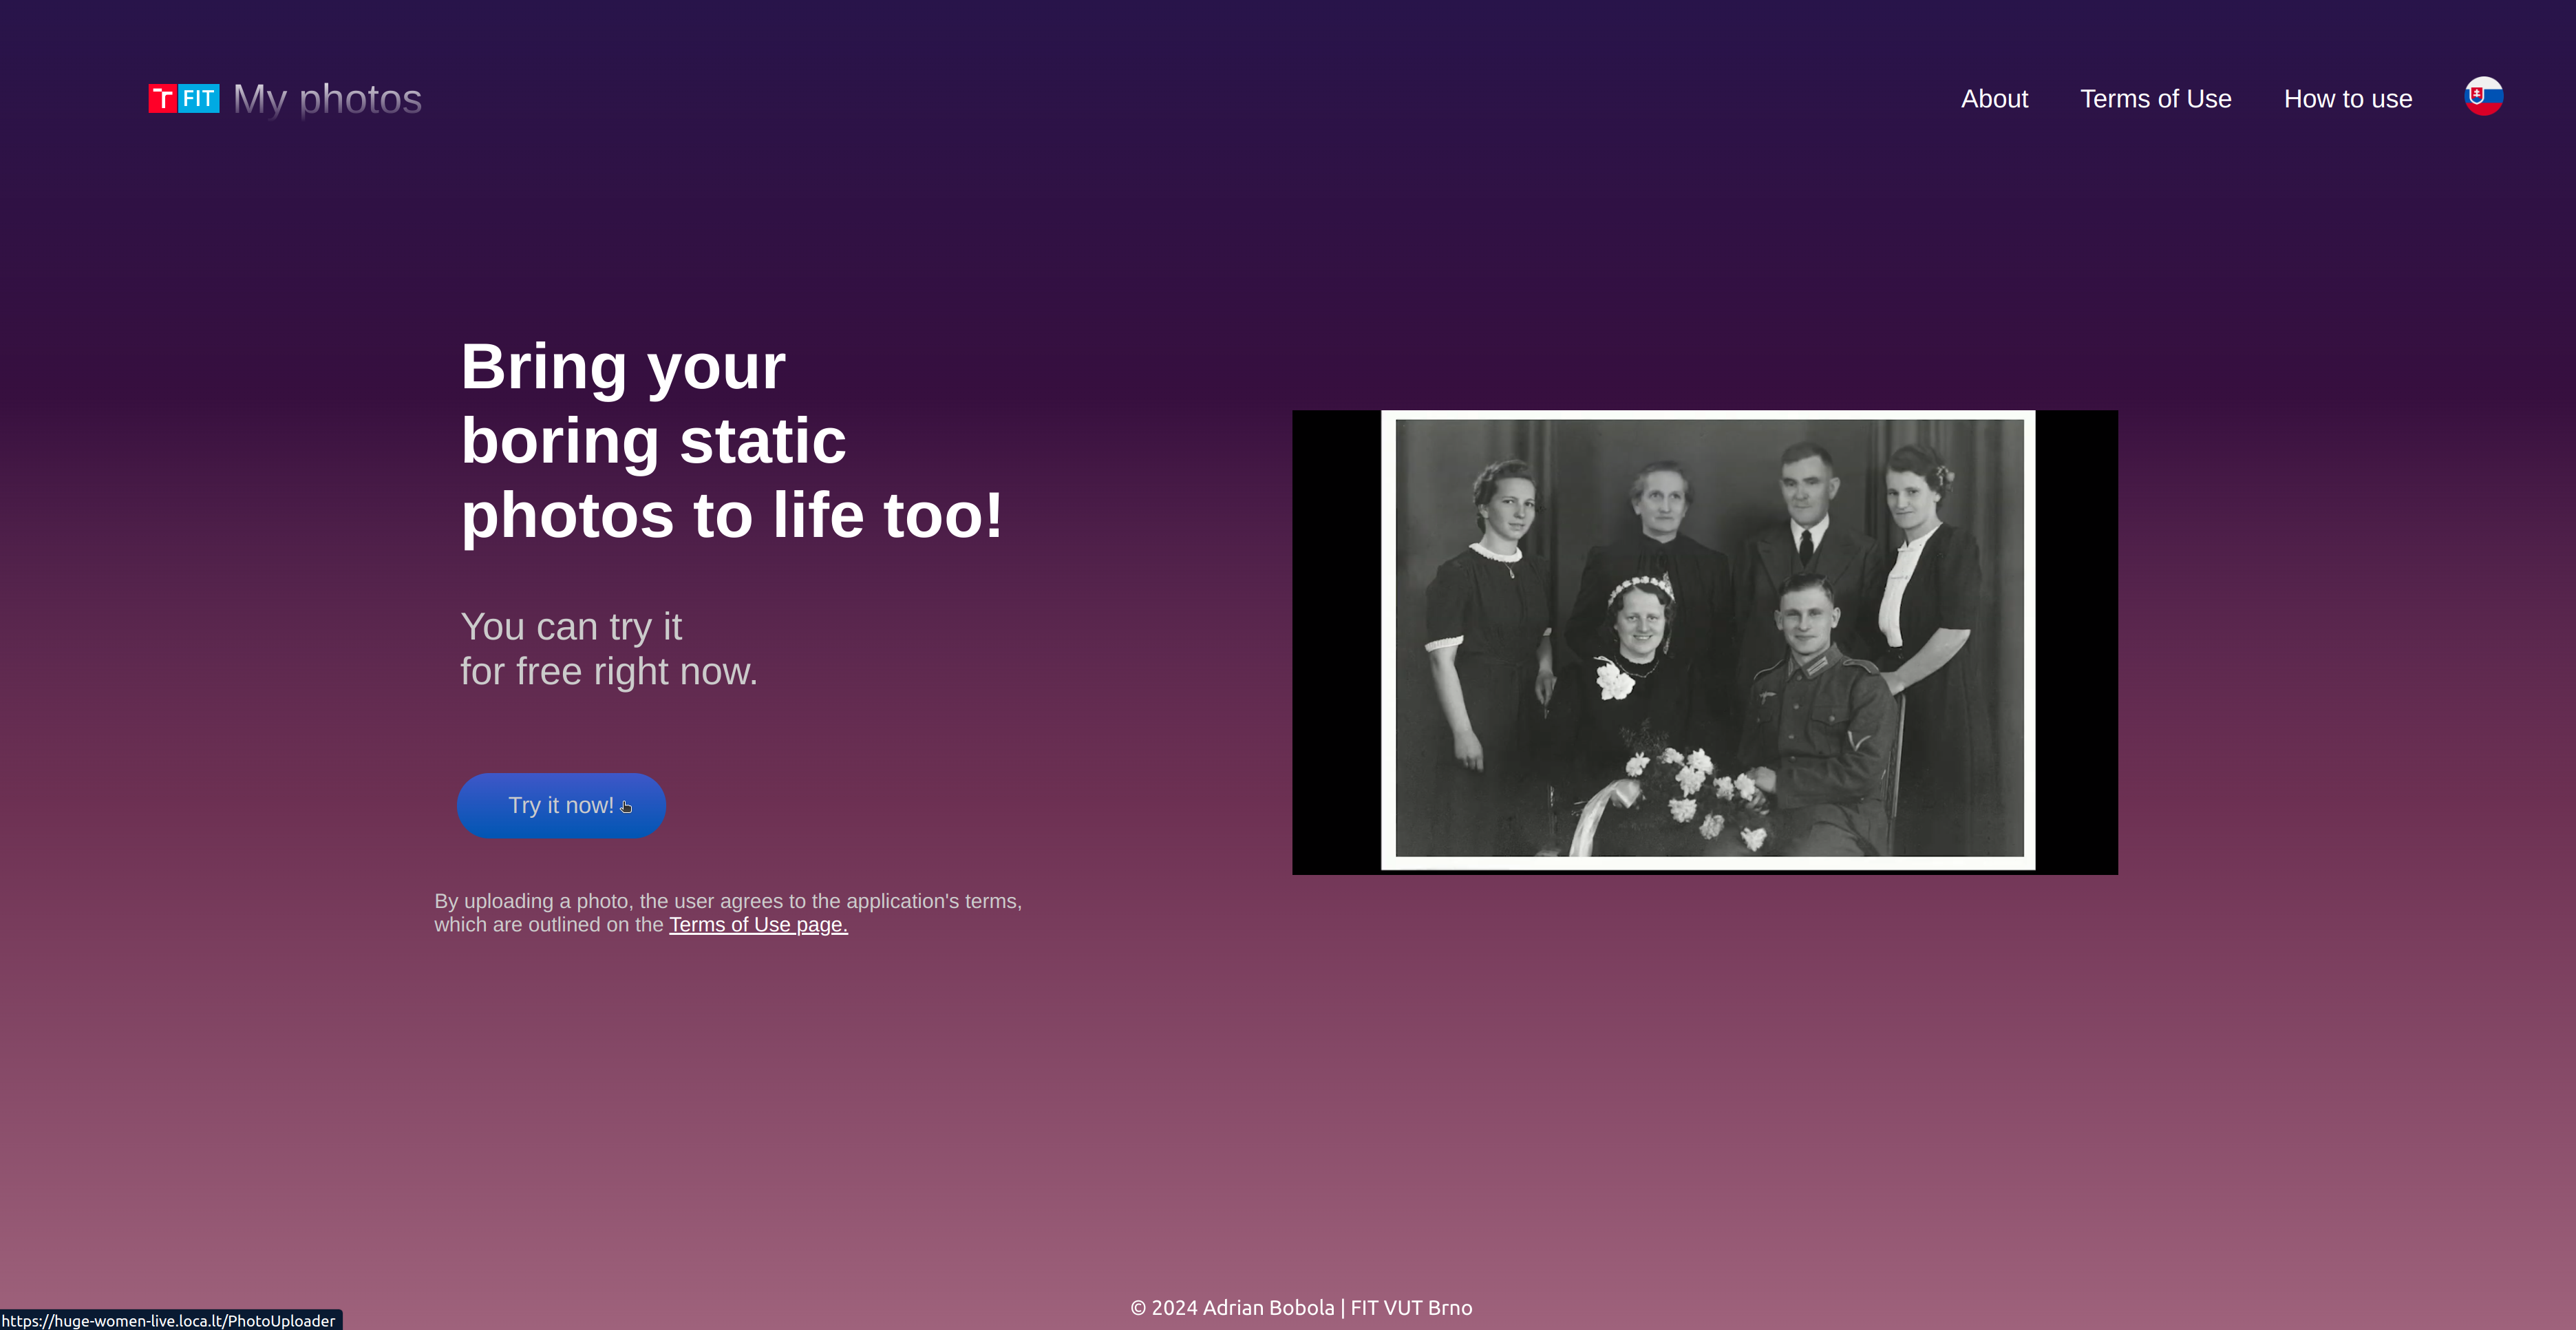 T FIT My photos
About
Terms of Use
How to use
Bring your
boring static
photos to life too!
You can try it
for free right now.
Try it now!
By uploading a photo, the user agrees to the application's terms,
which are outlined on the Terms of Use page.
© 2024 Adrian Bobola | FIT VUT Brno
https://huge-women-live.loca.lt/PhotoUploader